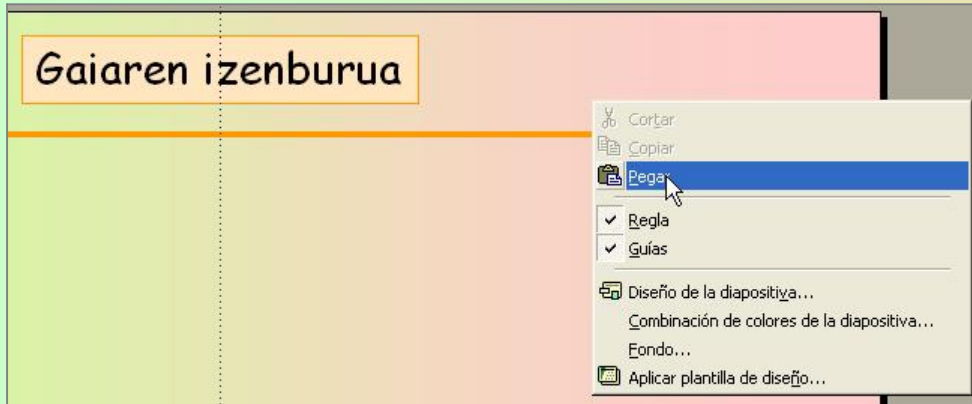 Gaiaren izenburua
Cortar
Copiar
Pegar
Regla
Guías
Diseño de la diapositiva...
Combinación de colores de la diapositiva...
Fondo...
Aplicar plantilla de diseño...